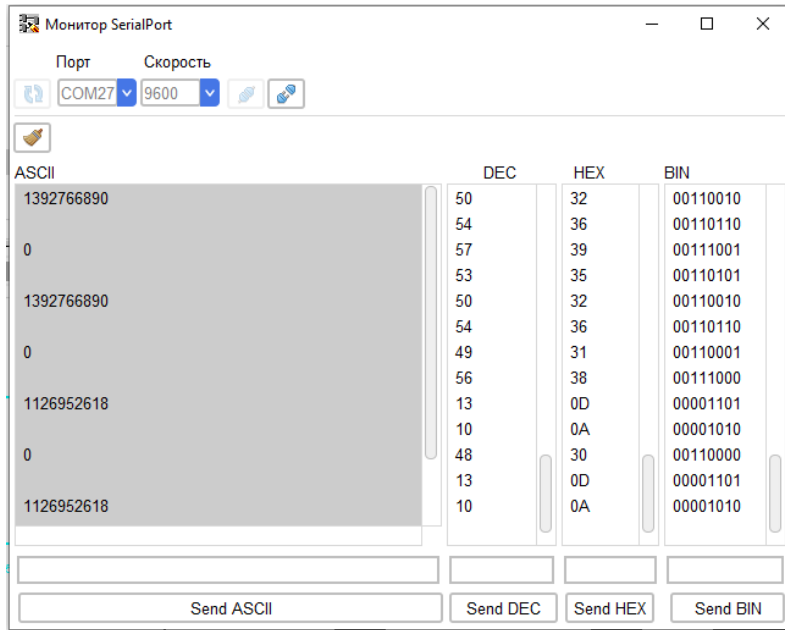 Монитор SerialPort
Порт Скорость
COM27 9600
ASCII DEC HEX BIN
1392766890 50 32 00110010
54 36 00110110
0 57 39 00111001
53 35 00110101
1392766890 50 32 00110010
54 36 00110110
0 49 31 00110001
56 38 00111000
1126952618 13 0D 00001101
10 0A 00001010
0 48 30 00110000
13 0D 00001101
1126952618 10 0A 00001010
Send ASCII Send DEC Send HEX Send BIN